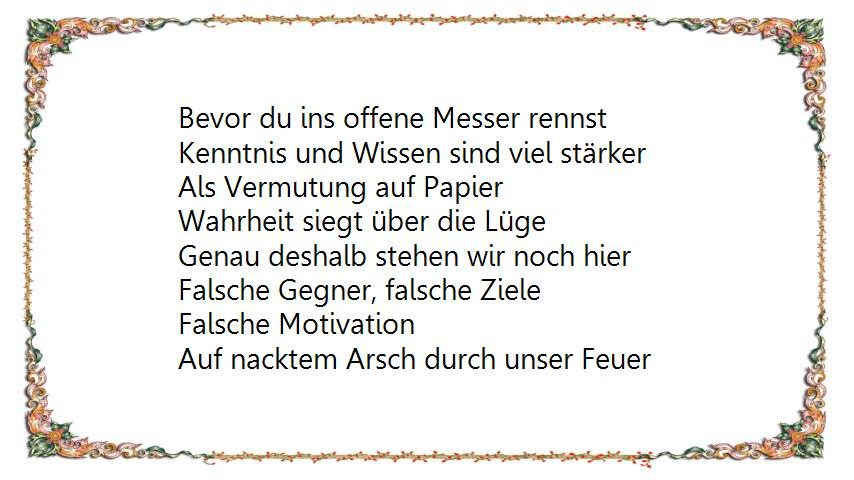 Bevor du ins offene Messer rennst
Kenntnis und Wissen sind viel stärker
Als Vermutung auf Papier
Wahrheit siegt über die Lüge
Genau deshalb stehen wir noch hier
Falsche Gegner, falsche Ziele
Falsche Motivation
Auf nacktem Arsch durch unser Feuer